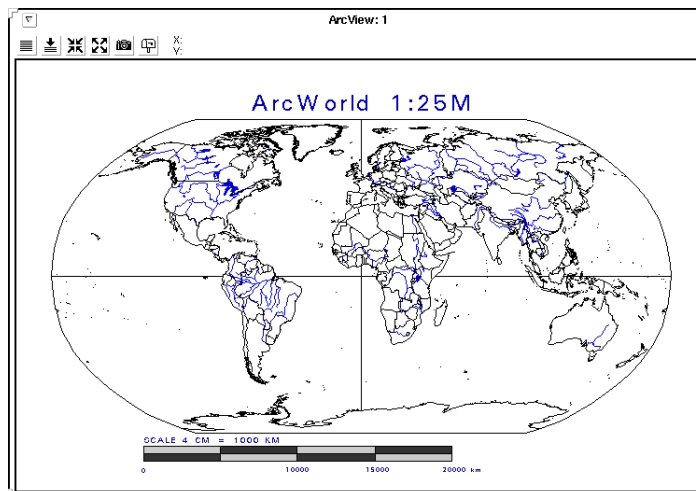 ArcView: 1
X:
Y:
ArcWorld 1:25M
SCALE 4 CM = 1000 KM
0 10000 15000 20000 km